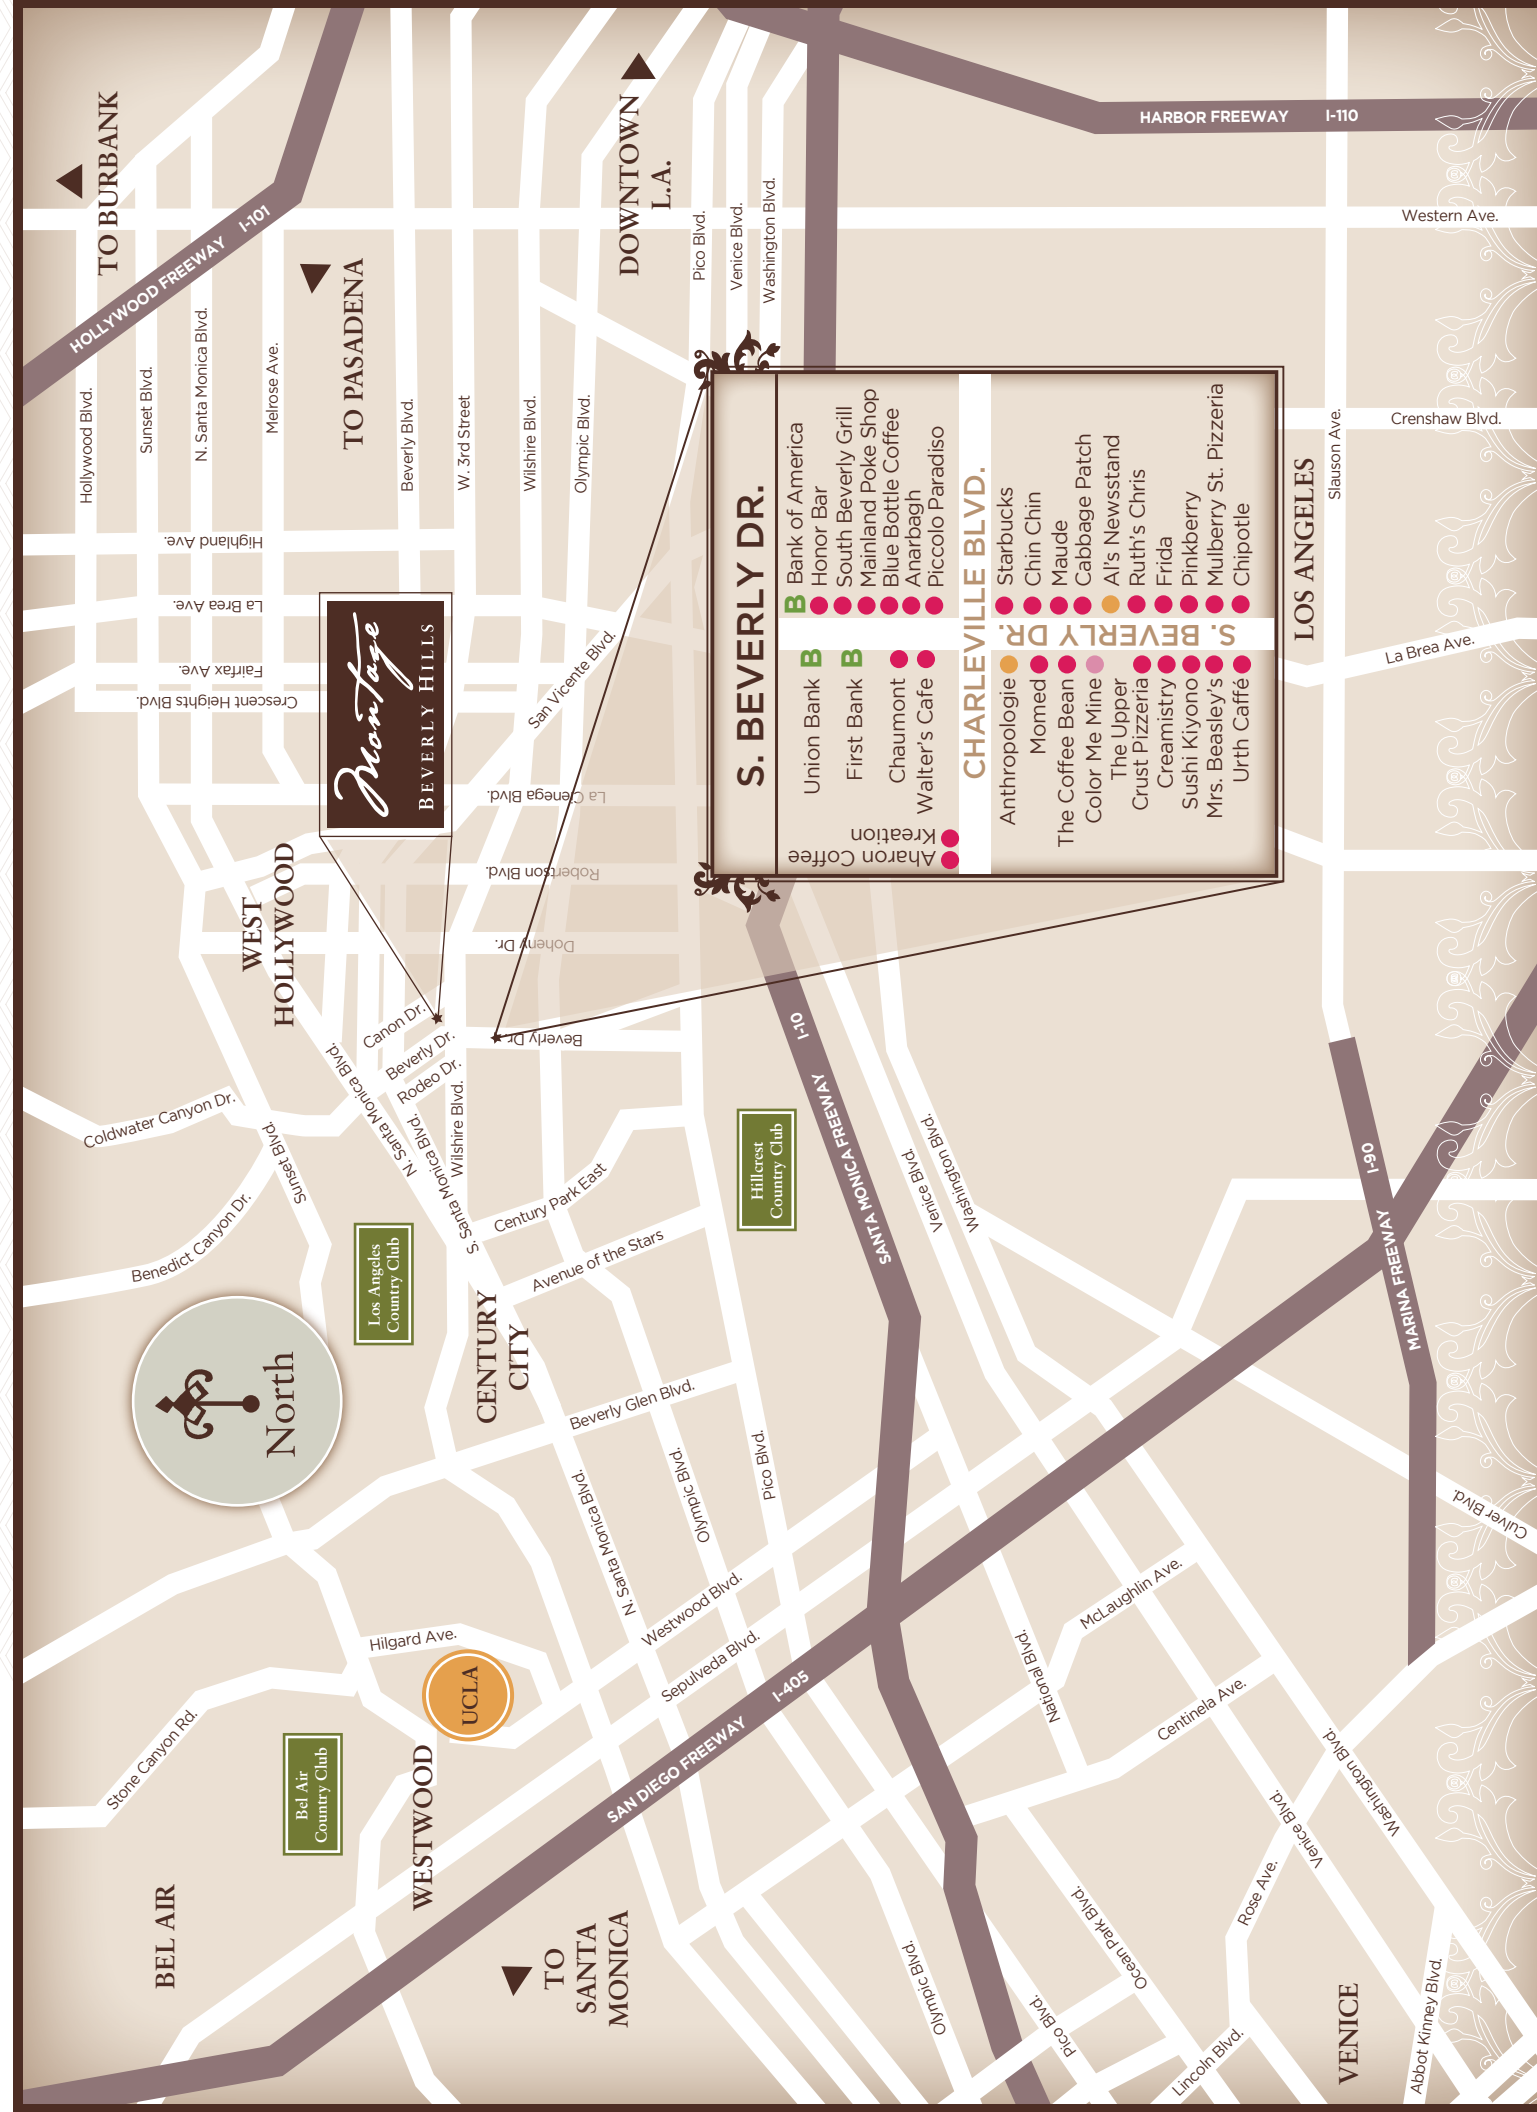 BEL AIR
Stone Canyon Rd.
Bel Air
Country Club
WESTWOOD
UCLA
Hilgard Ave.
TO
SANTA
MONICA
SAN DIEGO FREEWAY I-405
Sepulveda Blvd.
Westwood Blvd.
N. Santa Monica Blvd.
Olympic Blvd.
Pico Blvd.
Beverly Glen Blvd.
North
Benedict Canyon Dr.
Coldwater Canyon Dr.
Sunset Blvd.
Los Angeles
Country Club
CENTURY
CITY
Avenue of the Stars
Century Park East
S. Santa Monica Blvd.
N. Santa Monica Blvd.
Wilshire Blvd.
Rodeo Dr.
Beverly Dr.
Canon Dr.
Beverly Dr.
Hillcrest
Country Club
WEST
HOLLYWOOD
Doheny Dr.
Robertson Blvd.
La Cienega Blvd.
San Vicente Blvd.
Montage
BEVERLY HILLS
Crescent Heights Blvd.
Fairfax Ave.
La Brea Ave.
Highland Ave.
Hollywood Blvd.
Sunset Blvd.
N. Santa Monica Blvd.
Melrose Ave.
Beverly Blvd.
W. 3rd Street
Wilshire Blvd.
Olympic Blvd.
HOLLYWOOD FREEWAY I-101
TO BURBANK
TO PASADENA
DOWNTOWN
L.A.
Pico Blvd.
Venice Blvd.
Washington Blvd.
HARBOR FREEWAY I-110
Western Ave.
Crenshaw Blvd.
Slauson Ave.
La Brea Ave.
LOS ANGELES
S. BEVERLY DR.
Union Bank B
First Bank B
Chaumont
Walter's Cafe
Aharon Coffee
Kreation
B Bank of America
Honor Bar
South Beverly Grill
Mainland Poke Shop
Blue Bottle Coffee
Anarbagh
Piccolo Paradiso
CHARLEVILLE BLVD.
S. BEVERLY DR.
Anthropologie
Momed
The Coffee Bean
Color Me Mine
The Upper
Crust Pizzeria
Creamistry
Sushi Kiyono
Mrs. Beasley's
Urth Caffé
Starbucks
Chin Chin
Maude
Cabbage Patch
Al's Newsstand
Ruth's Chris
Frida
Pinkberry
Mulberry St. Pizzeria
Chipotle
SANTA MONICA FREEWAY I-10
Venice Blvd.
Washington Blvd.
MARINA FREEWAY I-90
Culver Blvd.
McLaughlin Ave.
National Blvd.
Centinela Ave.
Washington Blvd.
Venice Blvd.
Rose Ave.
Ocean Park Blvd.
Olympic Blvd.
Pico Blvd.
Lincoln Blvd.
VENICE
Abbot Kinney Blvd.